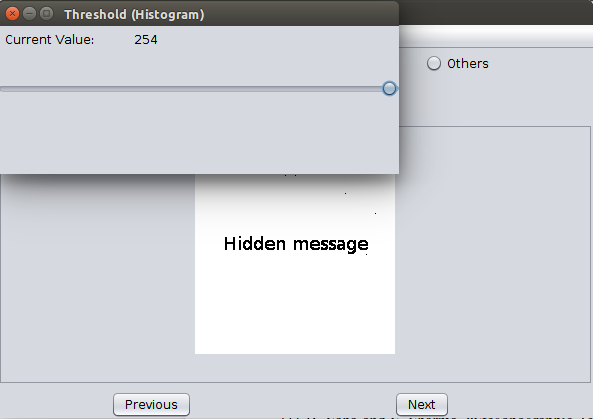 Threshold (Histogram)
Current Value: 254
Others
Hidden message
Previous
Next